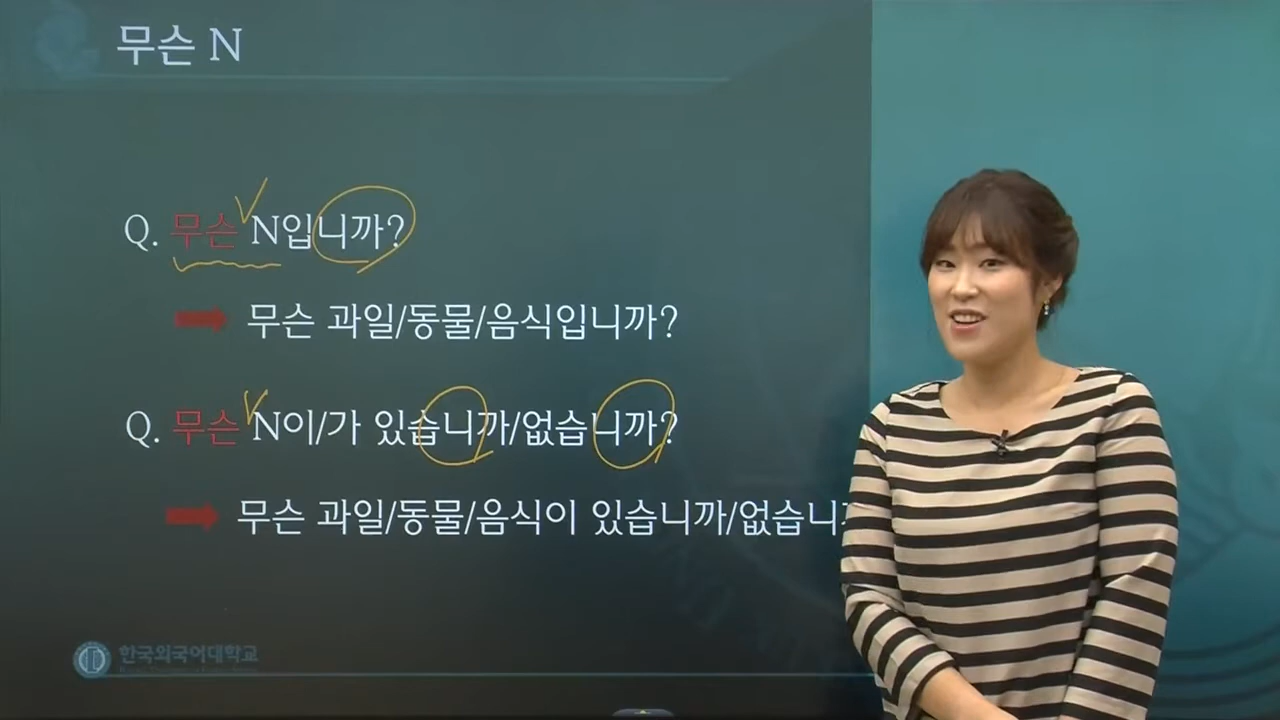 무슨 N
Q. 무슨 N입니까?
무슨 과일/동물/음식입니까?
Q. 무슨 N이/가 있습니까/없습니까?
무슨 과일/동물/음식이 있습니까/없습니
한국외국어대학교